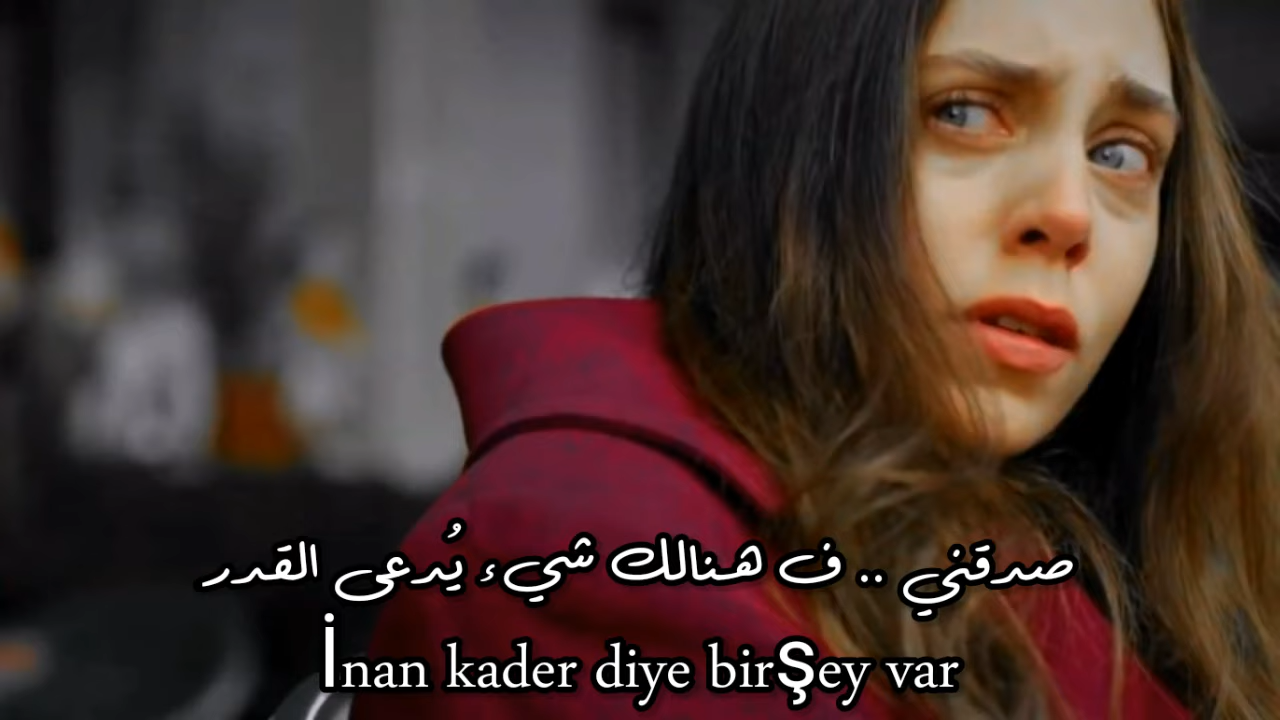 صدقني .. ف هنالك شيء يُدعى القدر
İnan kader diye birŞey var